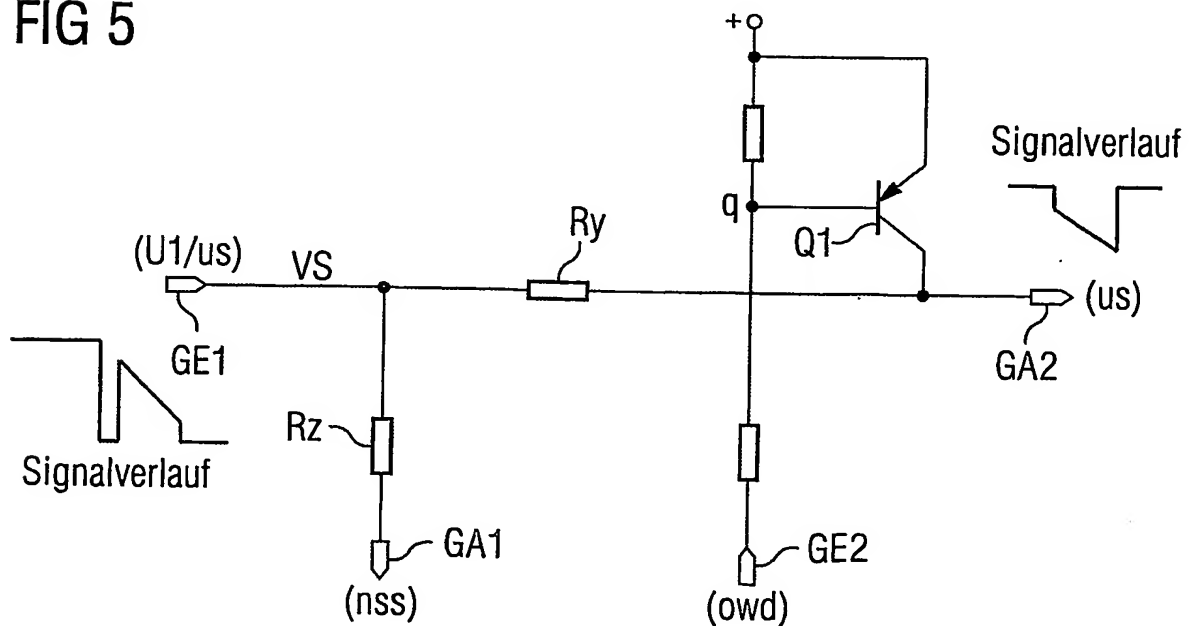 FIG 5
+
Signalverlauf
q
Q1
Ry
(U1/us)
VS
(us)
GE1
GA2
Rz
Signalverlauf
GA1
GE2
(nss)
(owd)